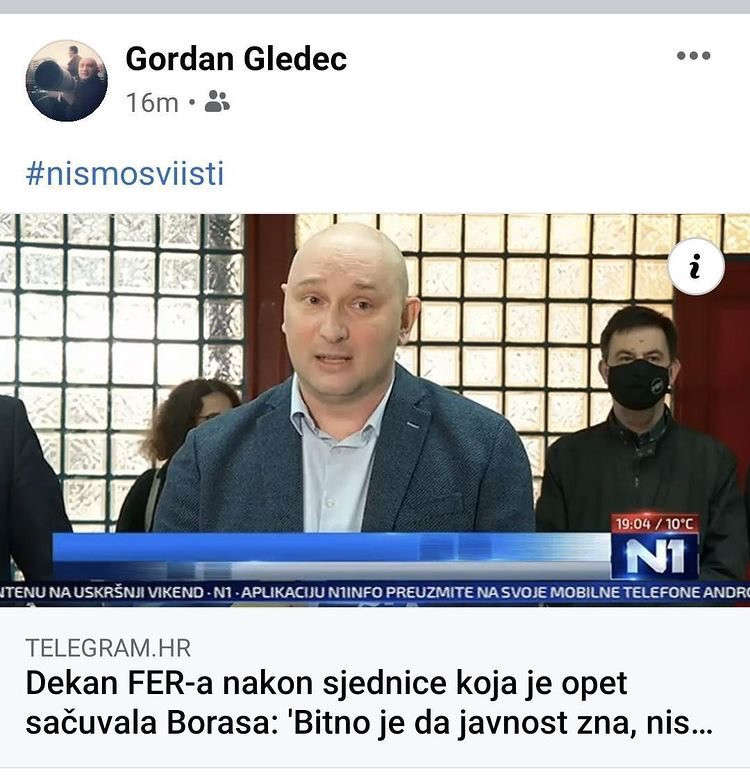 Gordan Gledec
16m •
#nismosviisti
19:04 / 10°C
N1
NTENU NA USKRŠNJI VIKEND · N1 · APLIKACIJU N1INFO PREUZMITE NA SVOJE MOBILNE TELEFONE ANDRO
TELEGRAM.HR
Dekan FER-a nakon sjednice koja je opet
sačuvala Borasa: 'Bitno je da javnost zna, nis...